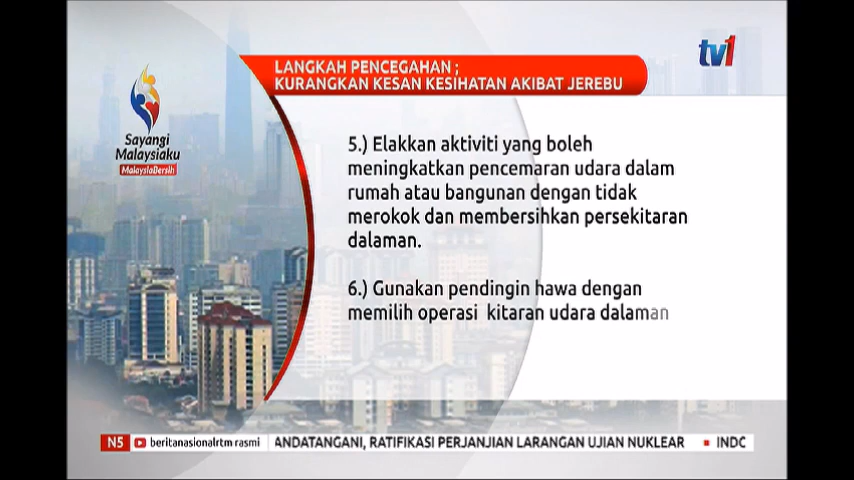 tv1
LANGKAH PENCEGAHAN ;
KURANGKAN KESAN KESIHATAN AKIBAT JEREBU
Sayangi
Malaysiaku
MalaysiaBersih
5.) Elakkan aktiviti yang boleh
meningkatkan pencemaran udara dalam
rumah atau bangunan dengan tidak
merokok dan membersihkan persekitaran
dalaman.
6.) Gunakan pendingin hawa dengan
memilih operasi kitaran udara dalaman
N5 beritanasionalrtm rasmi ANDATANGANI, RATIFIKASI PERJANJIAN LARANGAN UJIAN NUKLEAR INDC